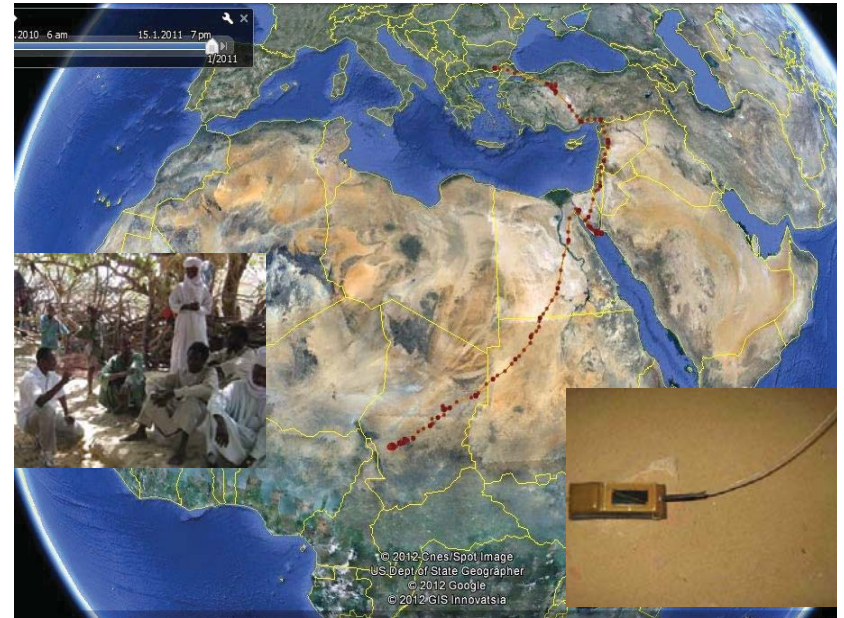 .2010 6 am
15.1.2011 7 pm
1/2011
© 2012 Cnes/Spot Image
US Dept of State Geographer
© 2012 Google
© 2012 GIS Innovatsia